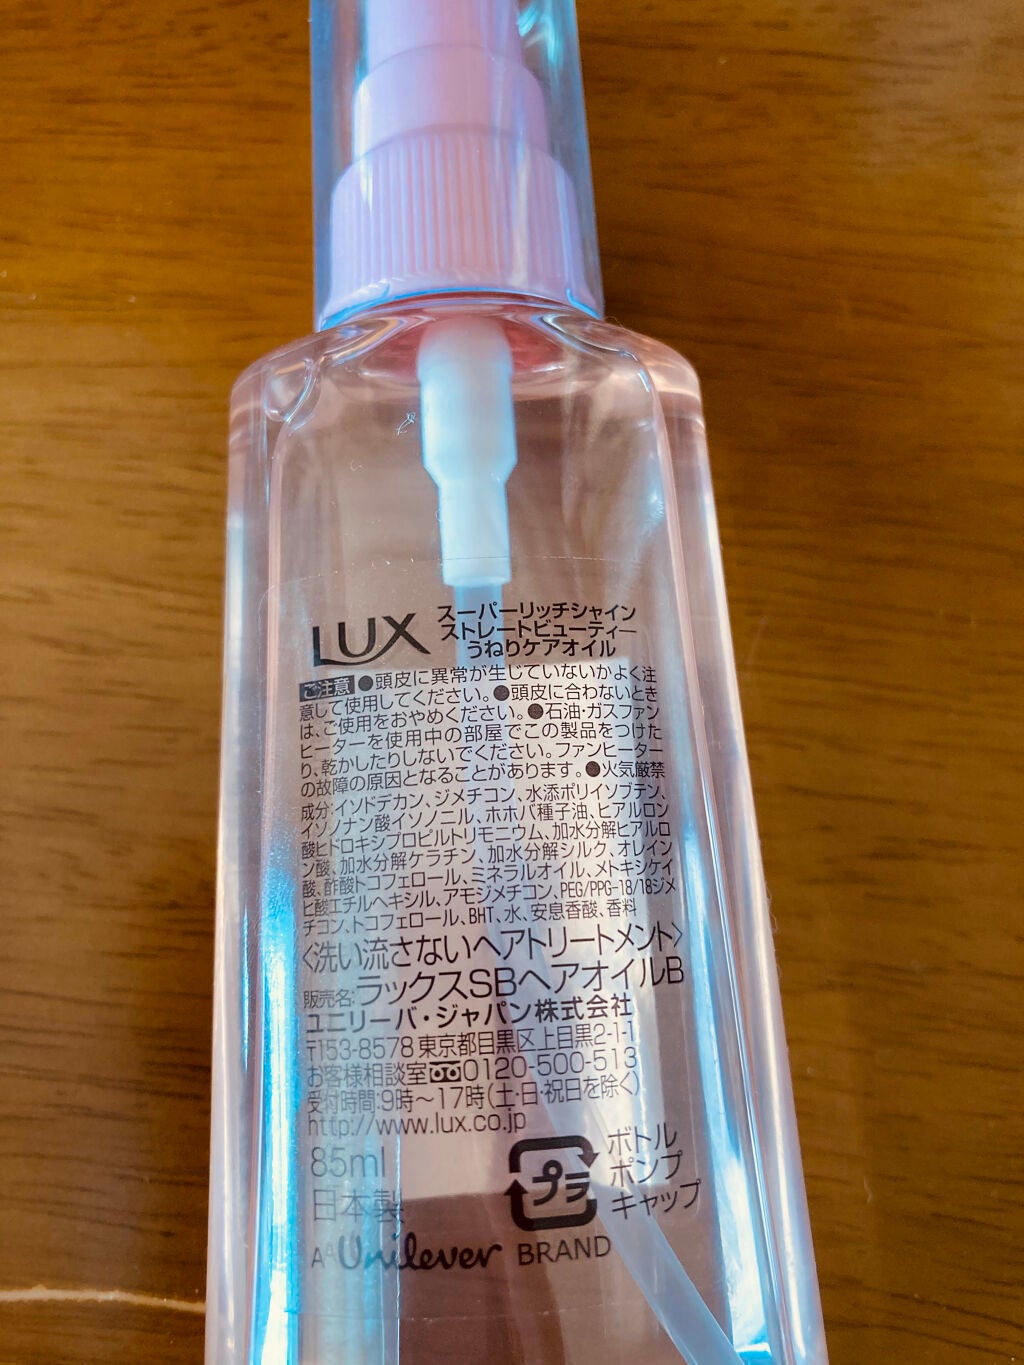 LUX
スーパーリッチシャイン
ストレートビューティー
うねりケアオイル
ご注意 ●頭皮に異常が生じていないかよく注
意して使用してください。●頭皮に合わないとき
は、ご使用をおやめください。●石油・ガスファン
ヒーターを使用中の部屋でこの製品をつけた
り、乾かしたりしないでください。ファンヒーター
の故障の原因となることがあります。●火気厳禁
成分:イソドデカン、ジメチコン、水添ポリイソブテン、
イソノナン酸イソノニル、ホホバ種子油、ヒアルロン
酸ヒドロキシプロピルトリモニウム、加水分解ヒアルロ
ン酸、加水分解ケラチン、加水分解シルク、オレイン
酸、酢酸トコフェロール、ミネラルオイル、メトキシケイ
ヒ酸エチルヘキシル、アモジメチコン、PEG/PPG-18/18ジメ
チコン、トコフェロール、BHT、水、安息香酸、香料
〈洗い流さないヘアトリートメント〉
販売名:ラックスSBヘアオイルB
ユニリーバ・ジャパン株式会社
〒153-8578 東京都目黒区上目黒2-1-1
お客様相談室 0120-500-513
受付時間:9時〜17時(土・日・祝日を除く)
http://www.lux.co.jp
85ml
日本製
プラ
ボトル
ポンプ
キャップ
A Unilever BRAND